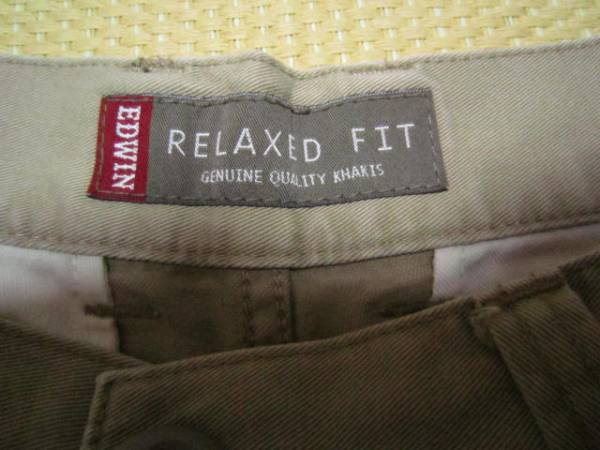 EDWIN
RELAXED FIT
GENUINE QUALITY KHAKIS